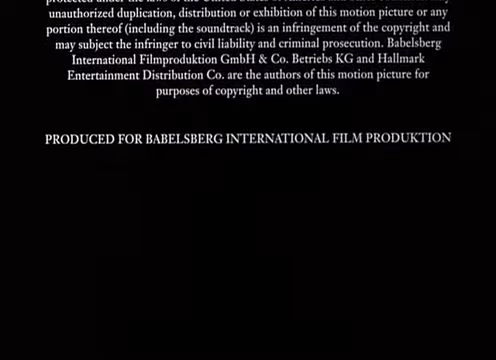 unauthorized duplication, distribution or exhibition of this motion picture or any
portion thereof (including the soundtrack) is an infringement of the copyright and
may subject the infringer to civil liability and criminal prosecution. Babelsberg
International Filmproduktion GmbH & Co. Betriebs KG and Hallmark
Entertainment Distribution Co. are the authors of this motion picture for
purposes of copyright and other laws.
PRODUCED FOR BABELSBERG INTERNATIONAL FILM PRODUKTION